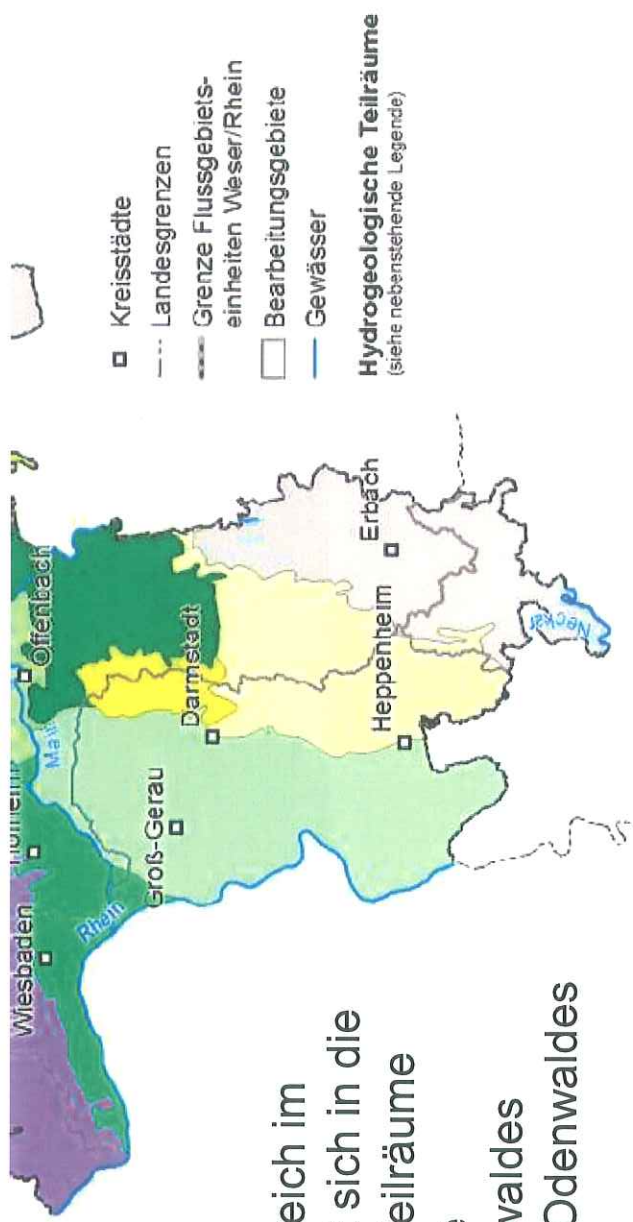 Wiesbaden
Offenbach
Main
Rhein
Groß-Gerau
Darmstadt
Heppenheim
Erbach
Neckar
Kreisstädte
Landesgrenzen
Grenze Flussgebiets-
einheiten Weser/Rhein
Bearbeitungsgebiete
Gewässer
Hydrogeologische Teilräume
(siehe nebenstehende Legende)
eich im
sich in die
eilräume
waldes
Odenwaldes